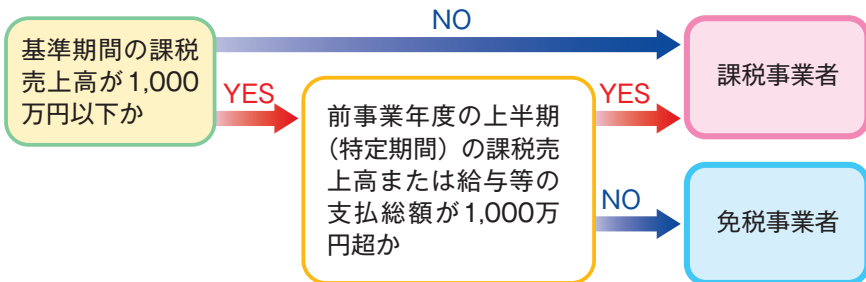 NO
基準期間の課税
売上高が1,000
万円以下か
YES
前事業年度の上半期
（特定期間）の課税売
上高または給与等の
支払総額が1,000万
円超か
YES
課税事業者
NO
免税事業者